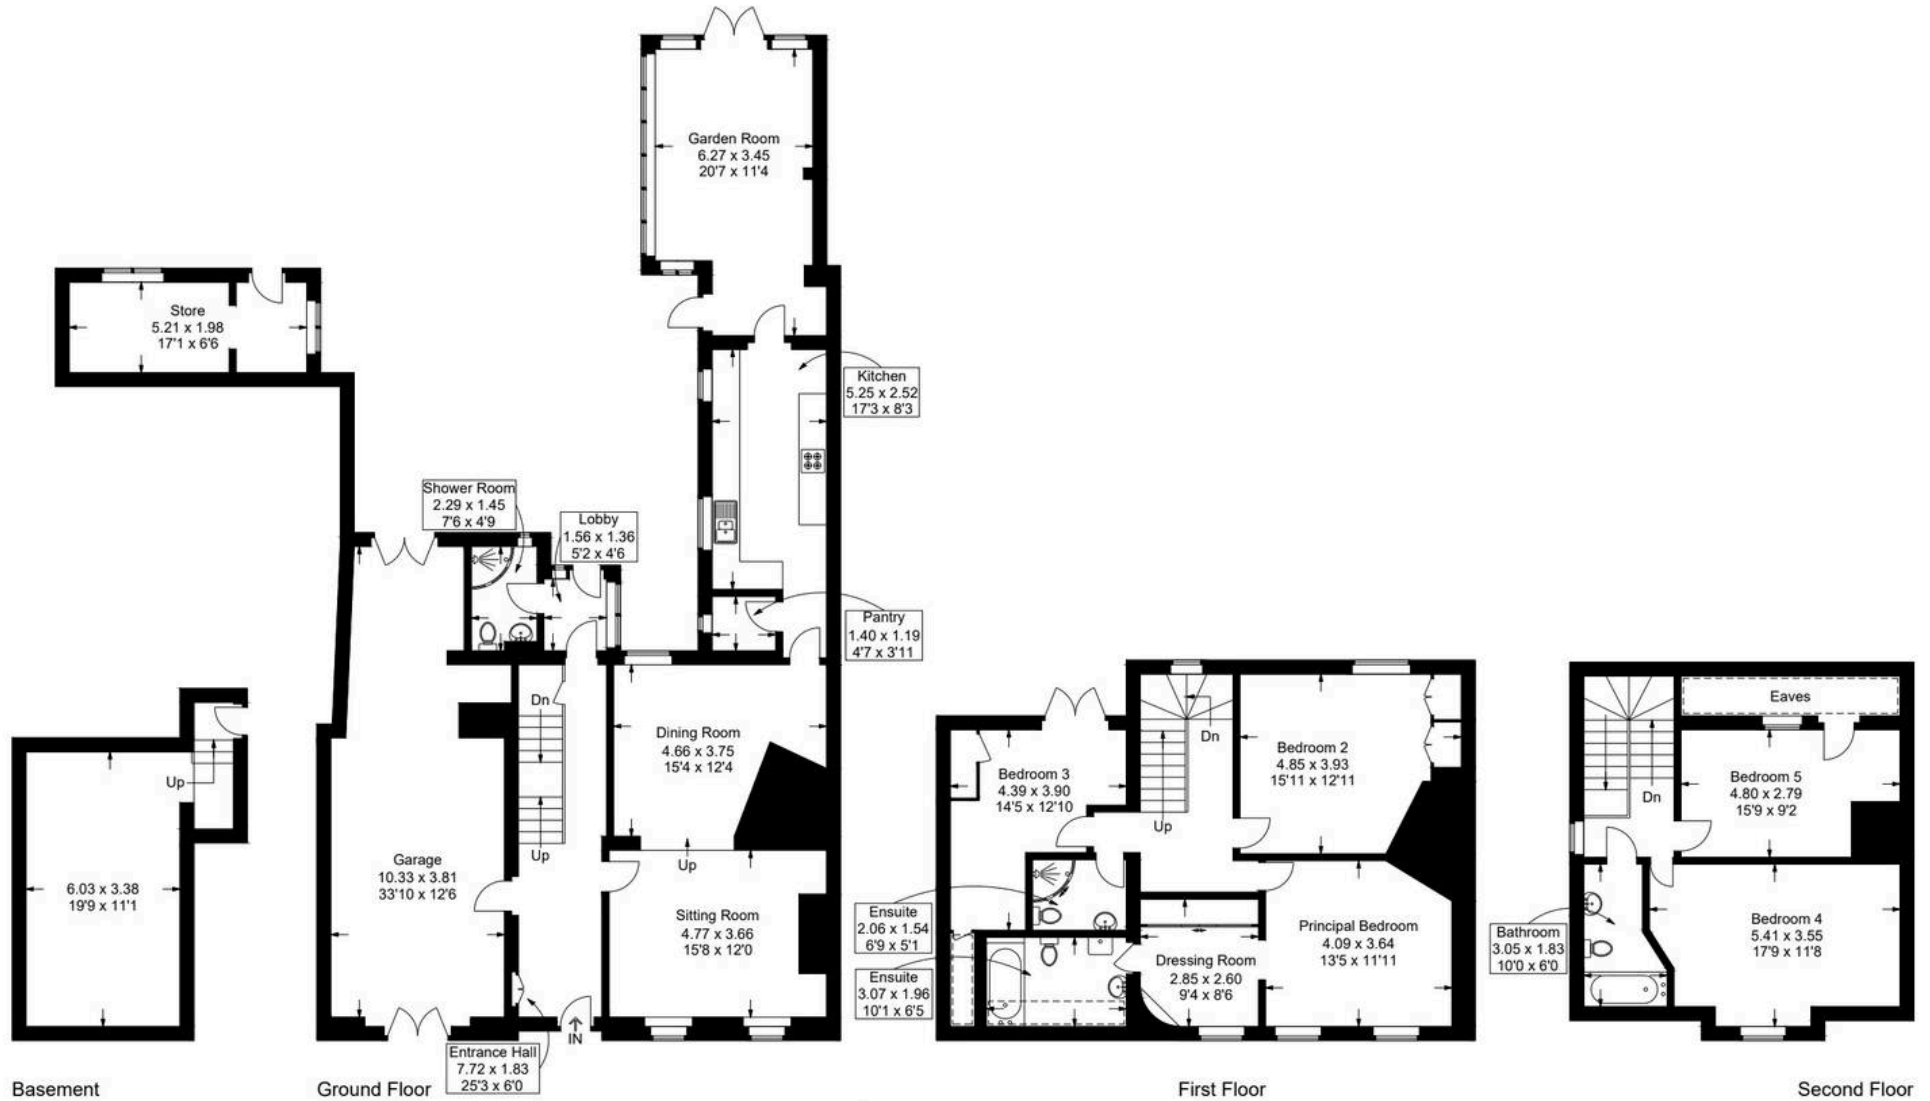 Garden Room
6.27 x 3.45
20'7 x 11'4
Store
5.21 x 1.98
17'1 x 6'6
Kitchen
5.25 x 2.52
17'3 x 8'3
Shower Room
2.29 x 1.45
7'6 x 4'9
Lobby
1.56 x 1.36
5'2 x 4'6
Pantry
1.40 x 1.19
4'7 x 3'11
Dn
Dining Room
4.66 x 3.75
15'4 x 12'4
Up
Up
Up
Garage
10.33 x 3.81
33'10 x 12'6
6.03 x 3.38
19'9 x 11'1
Sitting Room
4.77 x 3.66
15'8 x 12'0
IN
Entrance Hall
7.72 x 1.83
25'3 x 6'0
Dn
Bedroom 2
4.85 x 3.93
15'11 x 12'11
Bedroom 3
4.39 x 3.90
14'5 x 12'10
Up
Ensuite
2.06 x 1.54
6'9 x 5'1
Ensuite
3.07 x 1.96
10'1 x 6'5
Principal Bedroom
4.09 x 3.64
13'5 x 11'11
Dressing Room
2.85 x 2.60
9'4 x 8'6
Eaves
Bedroom 5
4.80 x 2.79
15'9 x 9'2
Dn
Bedroom 4
5.41 x 3.55
17'9 x 11'8
Bathroom
3.05 x 1.83
10'0 x 6'0
Basement
Ground Floor
First Floor
Second Floor